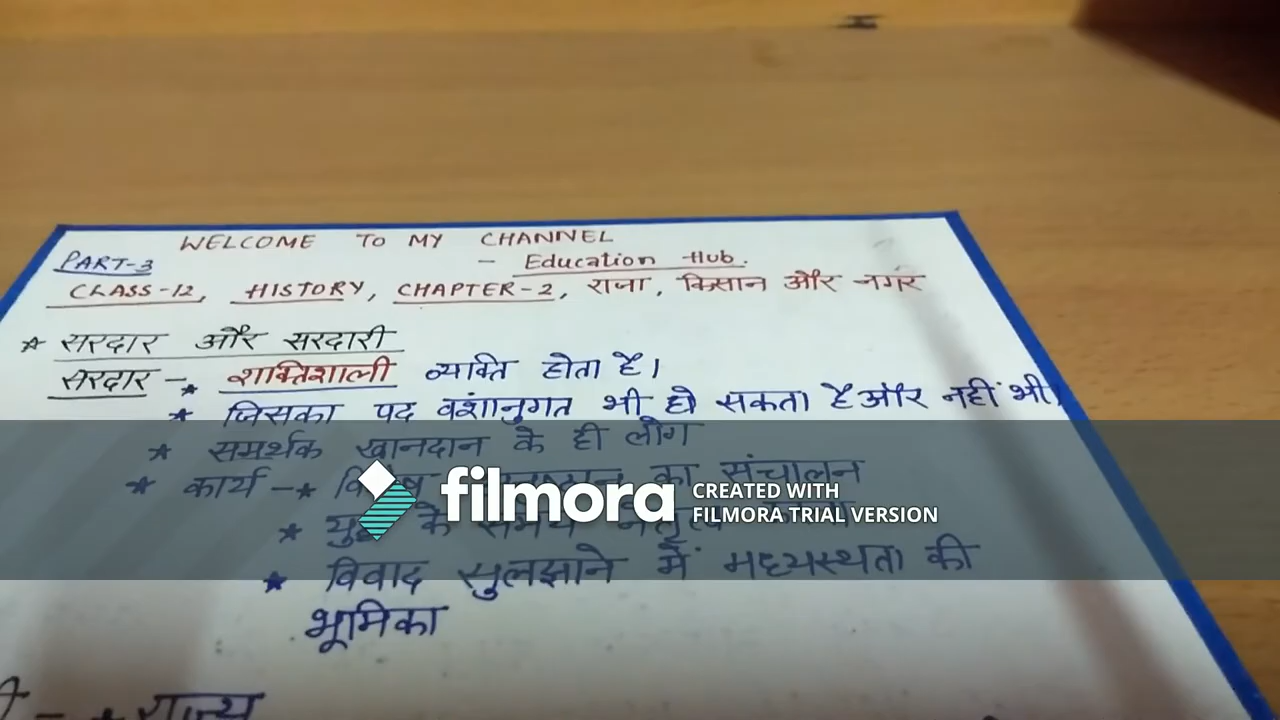 WELCOME TO MY CHANNEL
PART-3
- Education Hub.
CLASS-12, HISTORY, CHAPTER-2, राजा, किसान और नगर
* सरदार और सरदारी
सरदार - * शक्तिशाली व्यक्ति होता है।
* जिसका पद वंशानुगत भी हो सकता है और नहीं भी।
* समर्थक खानदान के ही लोग
* कार्य - * का संचालन
* युद्ध के समय
* विवाद सुलझाने में मध्यस्थता की
भूमिका
* राज्य
filmora
CREATED WITH
FILMORA TRIAL VERSION